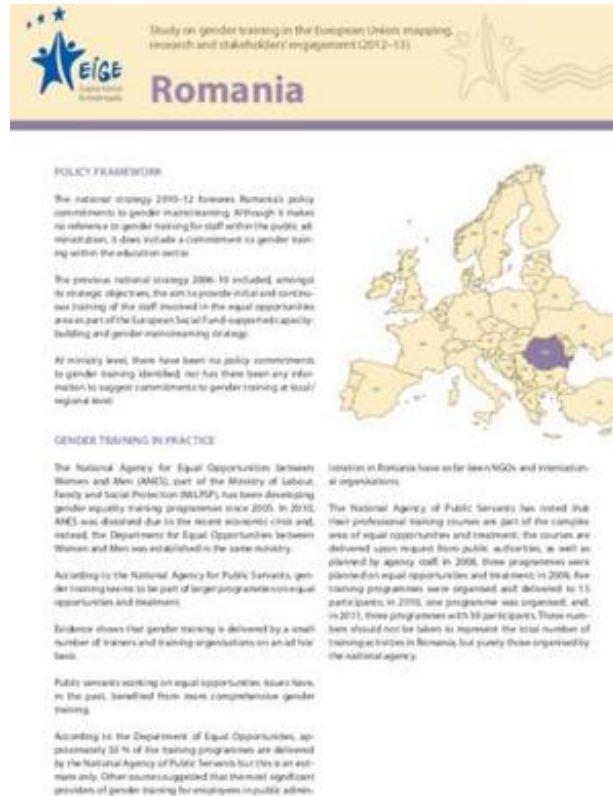 Study on gender training in the European Union: mapping,
research and stakeholders' engagement (2012–13)
EIGE
Romania
POLICY FRAMEWORK
The national strategy 2010–12 foresees Romania's policy
commitments to gender mainstreaming. Although it makes
no reference to gender training for staff within the public ad-
ministration, it does include a commitment to gender train-
ing within the education sector.
The previous national strategy 2006–10 included, amongst
its strategic objectives, the aim to provide initial and continu-
ous training of the staff involved in the equal opportunities
area as part of the European Social Fund-supported capacity-
building and gender-mainstreaming strategy.
At ministry level, there have been no policy commitments
to gender training identified, nor has there been any infor-
mation to suggest commitments to gender training at local/
regional level.
GENDER TRAINING IN PRACTICE
The National Agency for Equal Opportunities between
Women and Men (ANES), part of the Ministry of Labour,
Family and Social Protection (MLFSP), has been developing
gender equality training programmes since 2005. In 2010,
ANES was dissolved due to the recent economic crisis and,
instead, the Department for Equal Opportunities between
Women and Men was established in the same ministry.
According to the National Agency for Public Servants, gen-
der training seems to be part of larger programmes on equal
opportunities and treatment.
Evidence shows that gender training is delivered by a small
number of trainers and training organisations on an ad hoc
basis.
Public servants working on equal opportunities issues have,
in the past, benefited from more comprehensive gender
training.
According to the Department of Equal Opportunities, ap-
proximately 50 % of the training programmes are delivered
by the National Agency of Public Servants but this is an esti-
mate only. Other sources suggested that the most significant
providers of gender training for employees in public admin-
istration in Romania have so far been NGOs and internation-
al organisations.
The National Agency of Public Servants has noted that
their professional training courses are part of the complex
area of equal opportunities and treatment; the courses are
delivered upon request from public authorities, as well as
planned by agency staff. In 2008, three programmes were
planned on equal opportunities and treatment; in 2009, five
training programmes were organised and delivered to 15
participants; in 2010, one programme was organised; and,
in 2011, three programmes with 59 participants. These num-
bers should not be taken to represent the total number of
training activities in Romania, but purely those organised by
the national agency.